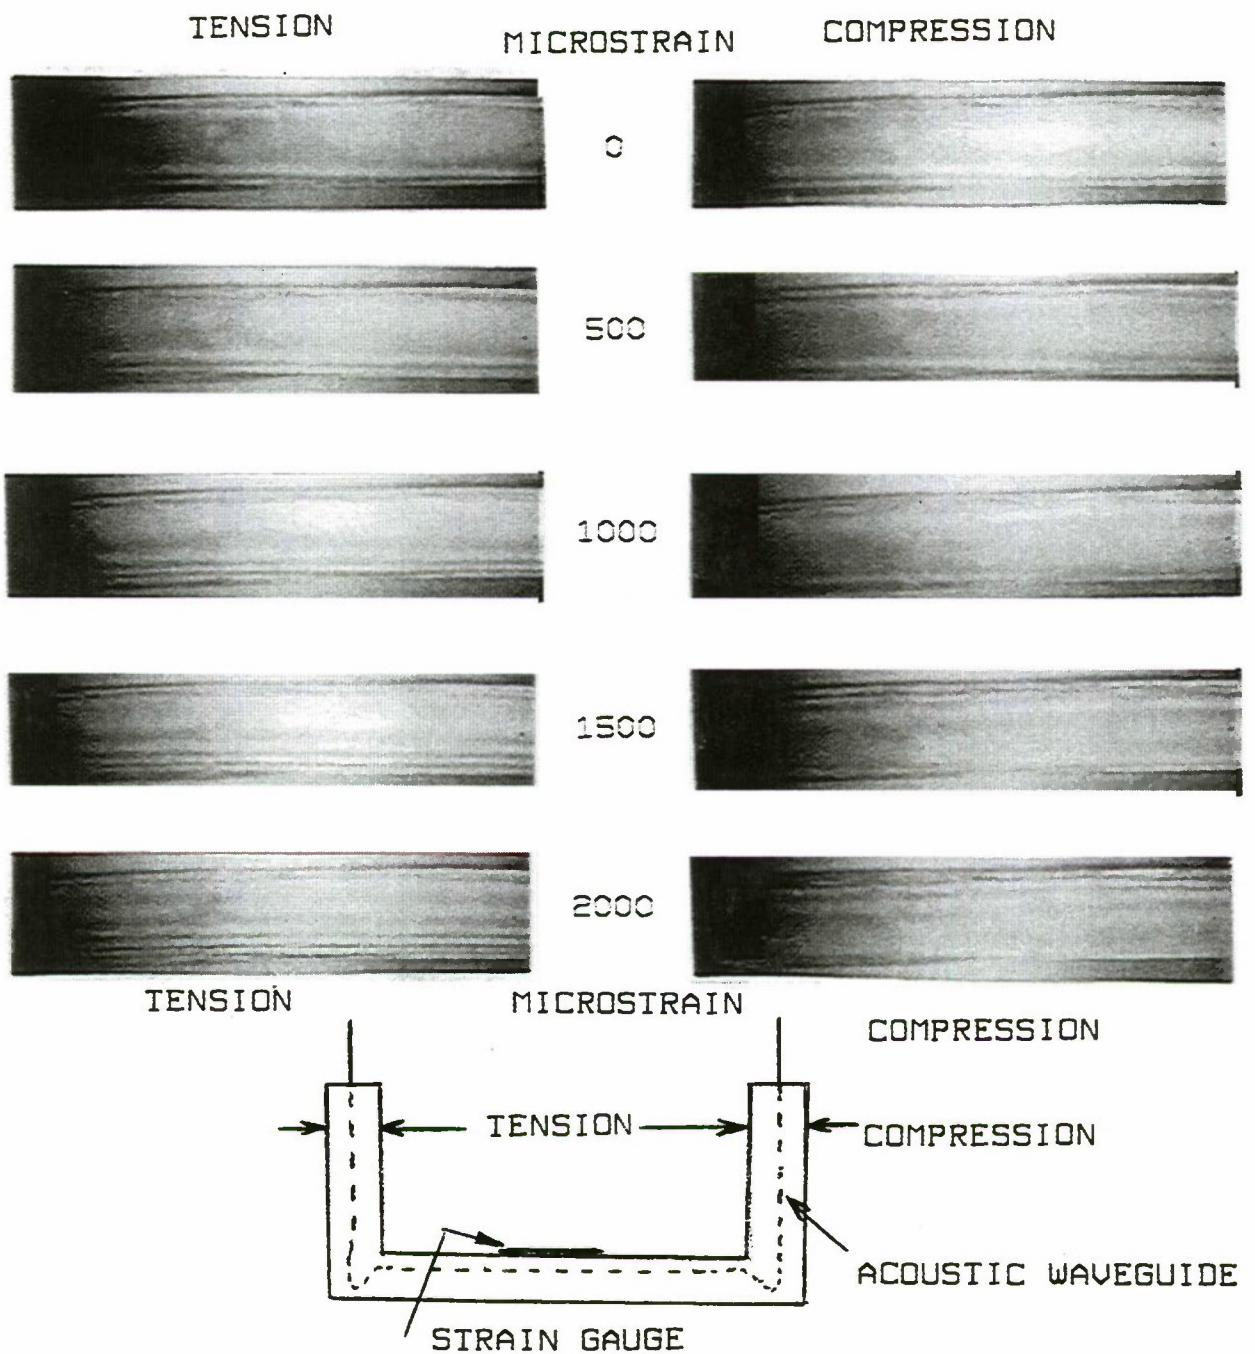 TENSION MICROSTRAIN COMPRESSION
0
500
1000
1500
2000
TENSION MICROSTRAIN
COMPRESSION
TENSION
COMPRESSION
ACOUSTIC WAVEGUIDE
STRAIN GAUGE